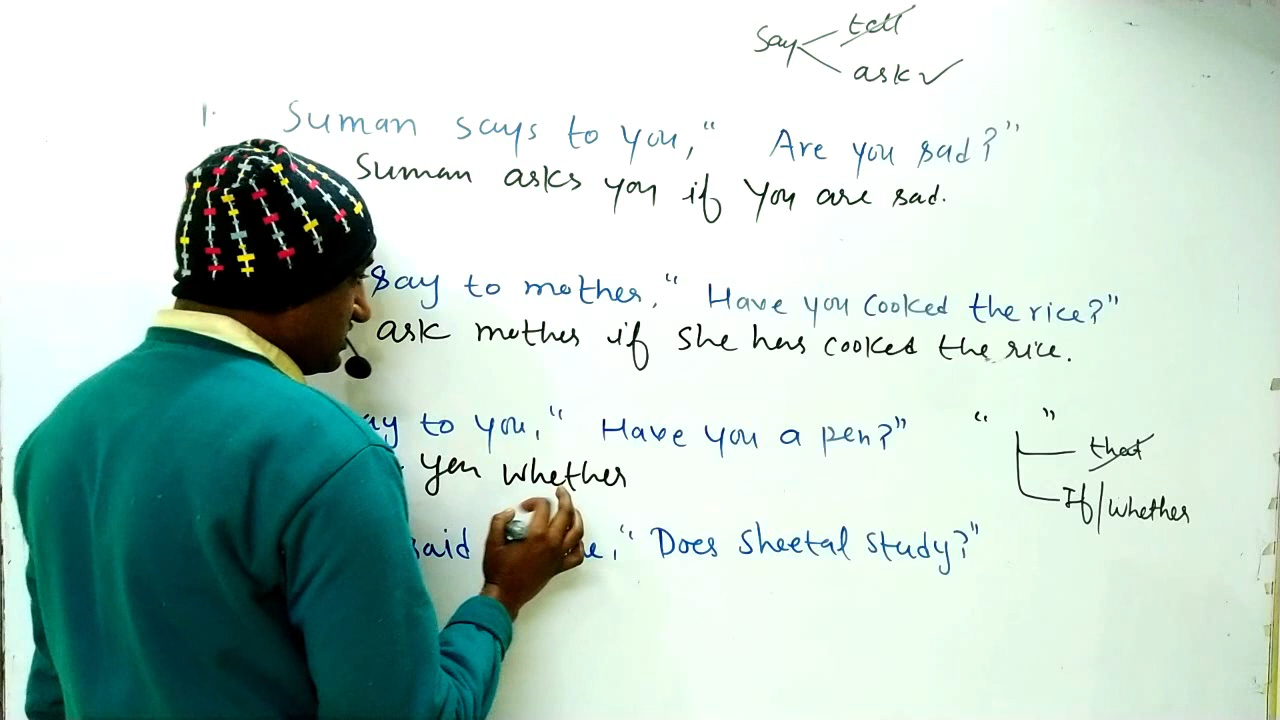 say tell
ask ✓
1. Suman says to you, " Are you sad?"
Suman asks you if you are sad.
say to mother, " Have you cooked the rice?"
ask mother if she has cooked the rice.
ay to you, " Have you a pen?"
you whether
" "
that
If/whether
said e, " Does Sheetal study?"